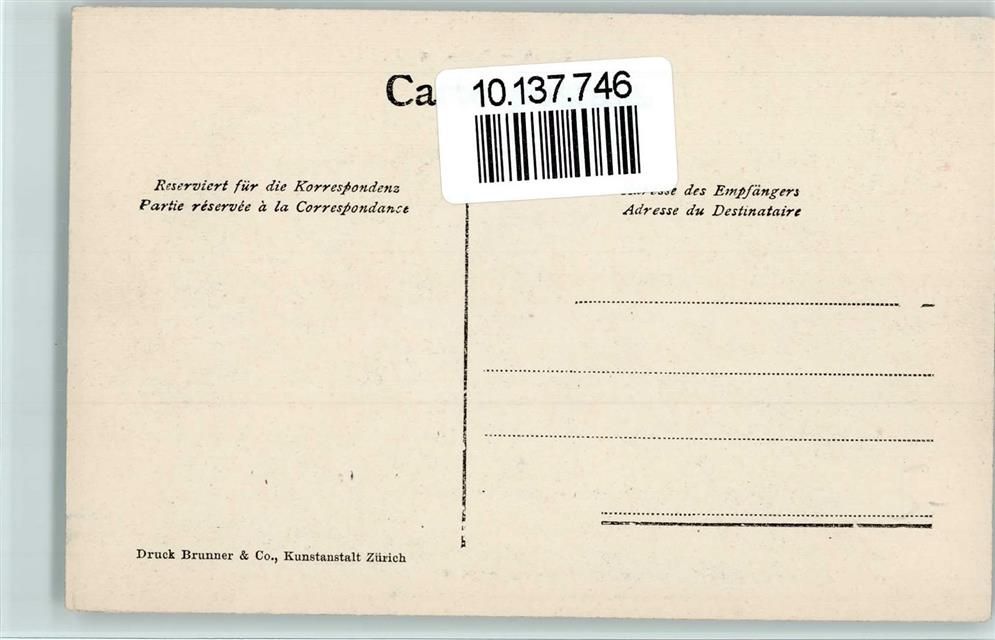 Ca
10.137.746
Reserviert für die Korrespondenz
Partie réservée à la Correspondance
des Empfängers
Adresse du Destinataire
Druck Brunner & Co., Kunstanstalt Zürich